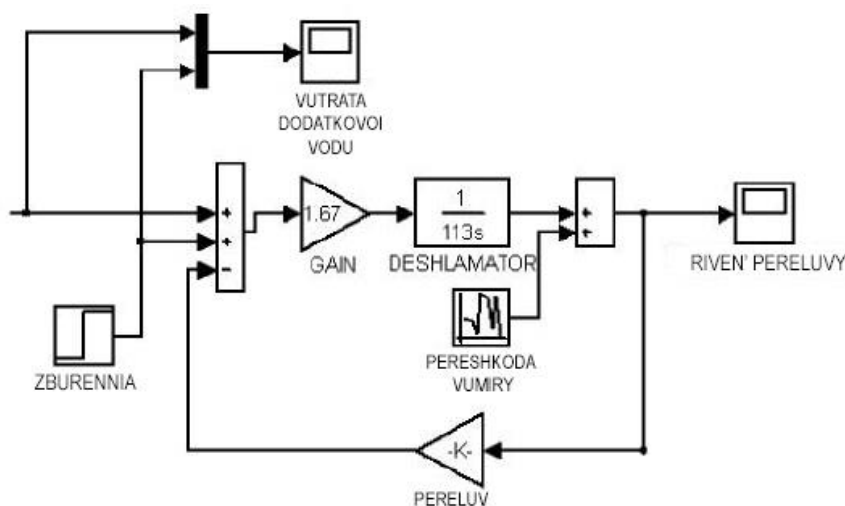 VUTRATA
DODATKOVOI
VODU
+
+
-
1.67
GAIN
1
113s
DESHLAMATOR
+
+
RIVEN' PERELUVY
ZBURENNIA
PERESHKODA
VUMIRY
-K-
PERELUV